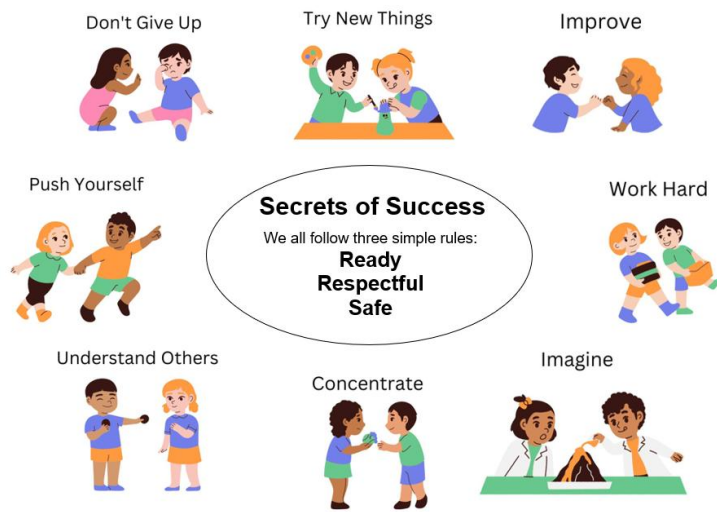 Don't Give Up
Try New Things
Improve
Push Yourself
Secrets of Success
We all follow three simple rules:
Ready
Respectful
Safe
Work Hard
Understand Others
Concentrate
Imagine